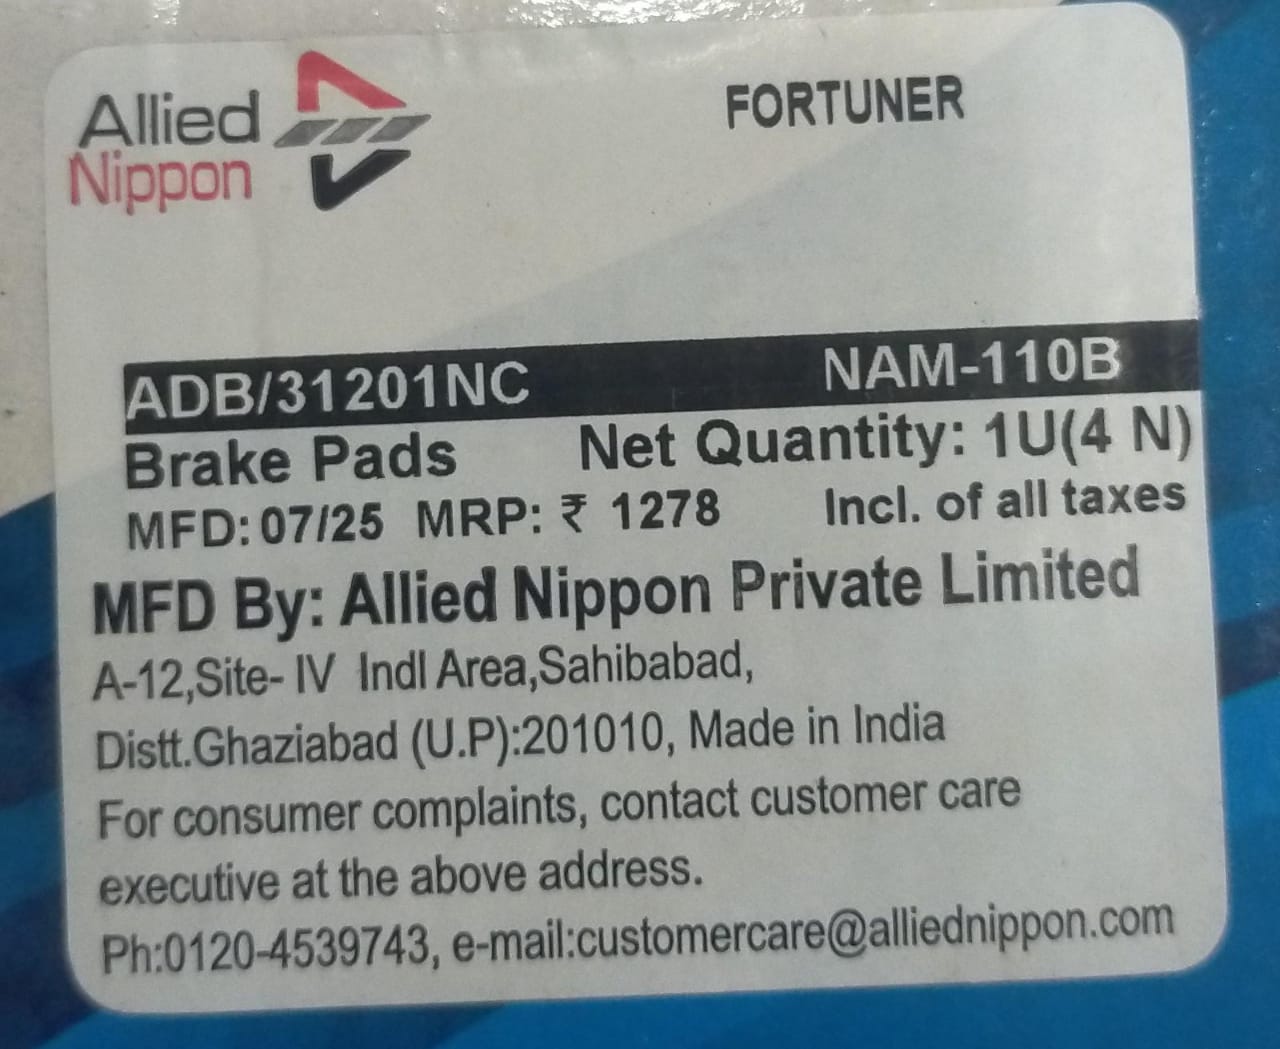 Allied
Nippon
FORTUNER
ADB/31201NC NAM-110B
Brake Pads Net Quantity: 1U(4 N)
MFD: 07/25 MRP: ₹ 1278 Incl. of all taxes
MFD By: Allied Nippon Private Limited
A-12,Site- IV Indl Area,Sahibabad,
Distt.Ghaziabad (U.P):201010, Made in India
For consumer complaints, contact customer care
executive at the above address.
Ph:0120-4539743, e-mail:customercare@alliednippon.com